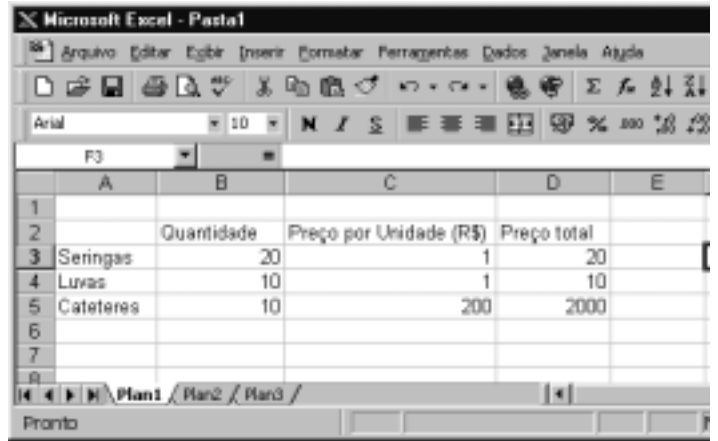 Microsoft Excel - Pasta1
Arquivo Editar Exibir Inserir Formatar Ferramentas Dados Janela Ajuda
Arial 10 N I S % 000
F3 =
A B C D E
1
2 Quantidade Preço por Unidade (R$) Preço total
3 Seringas 20 1 20
4 Luvas 10 1 10
5 Cateteres 10 200 2000
6
7
8
Plan1 Plan2 Plan3
Pronto